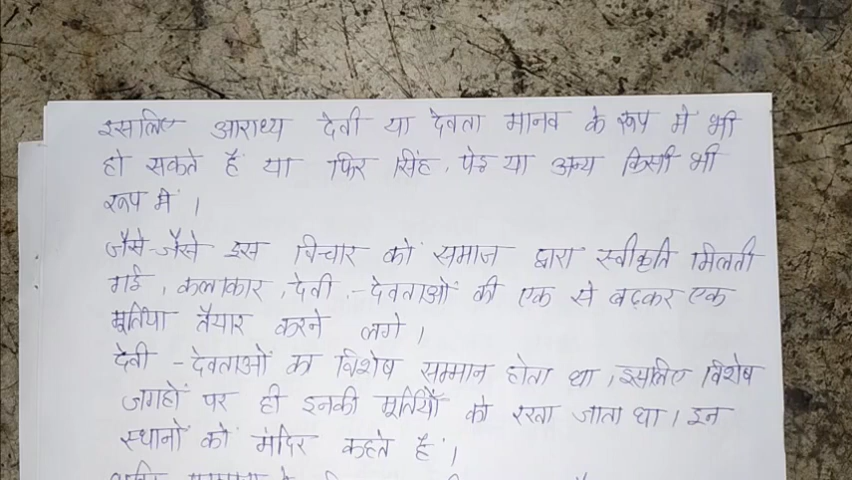 इसलिए आराध्य देवी या देवता मानव के रूप में भी
हो सकते हैं या फिर सिंह, पेड़ या अन्य किसी भी
रूप में ।
जैसे-जैसे इस विचार को समाज द्वारा स्वीकृति मिलती
गई , कलाकार , देवी - देवताओं की एक से बढ़कर एक
मूर्तिया तैयार करने लगे ।
देवी - देवताओं का विशेष सम्मान होता था , इसलिए विशेष
जगहों पर ही इनकी मूर्तियों को रखा जाता था । इन
स्थानों को मंदिर कहते हैं ।